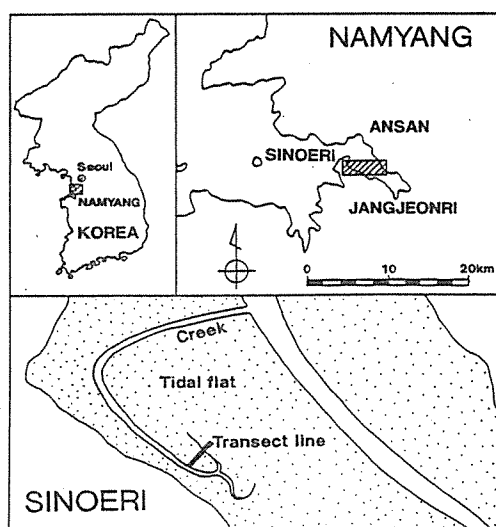 Seoul
NAMYANG
KOREA
NAMYANG
ANSAN
SINOERI
JANGJEONRI
0 10 20km
Creek
Tidal flat
Transect line
SINOERI